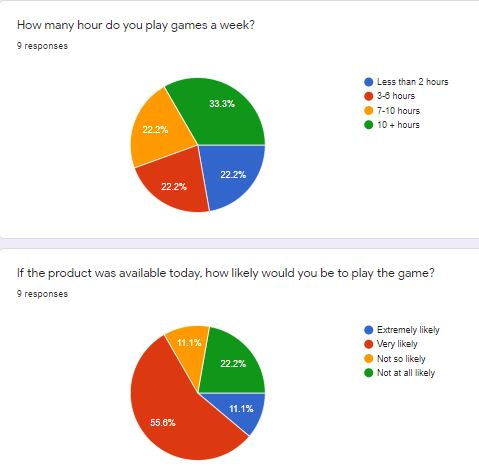 How many hour do you play games a week?
9 responses
Less than 2 hours
3-6 hours
7-10 hours
10 + hours
33.3%
22.2%
22.2%
22.2%
If the product was available today, how likely would you be to play the game?
9 responses
Extremely likely
Very likely
Not so likely
Not at all likely
11.1%
22.2%
11.1%
55.6%